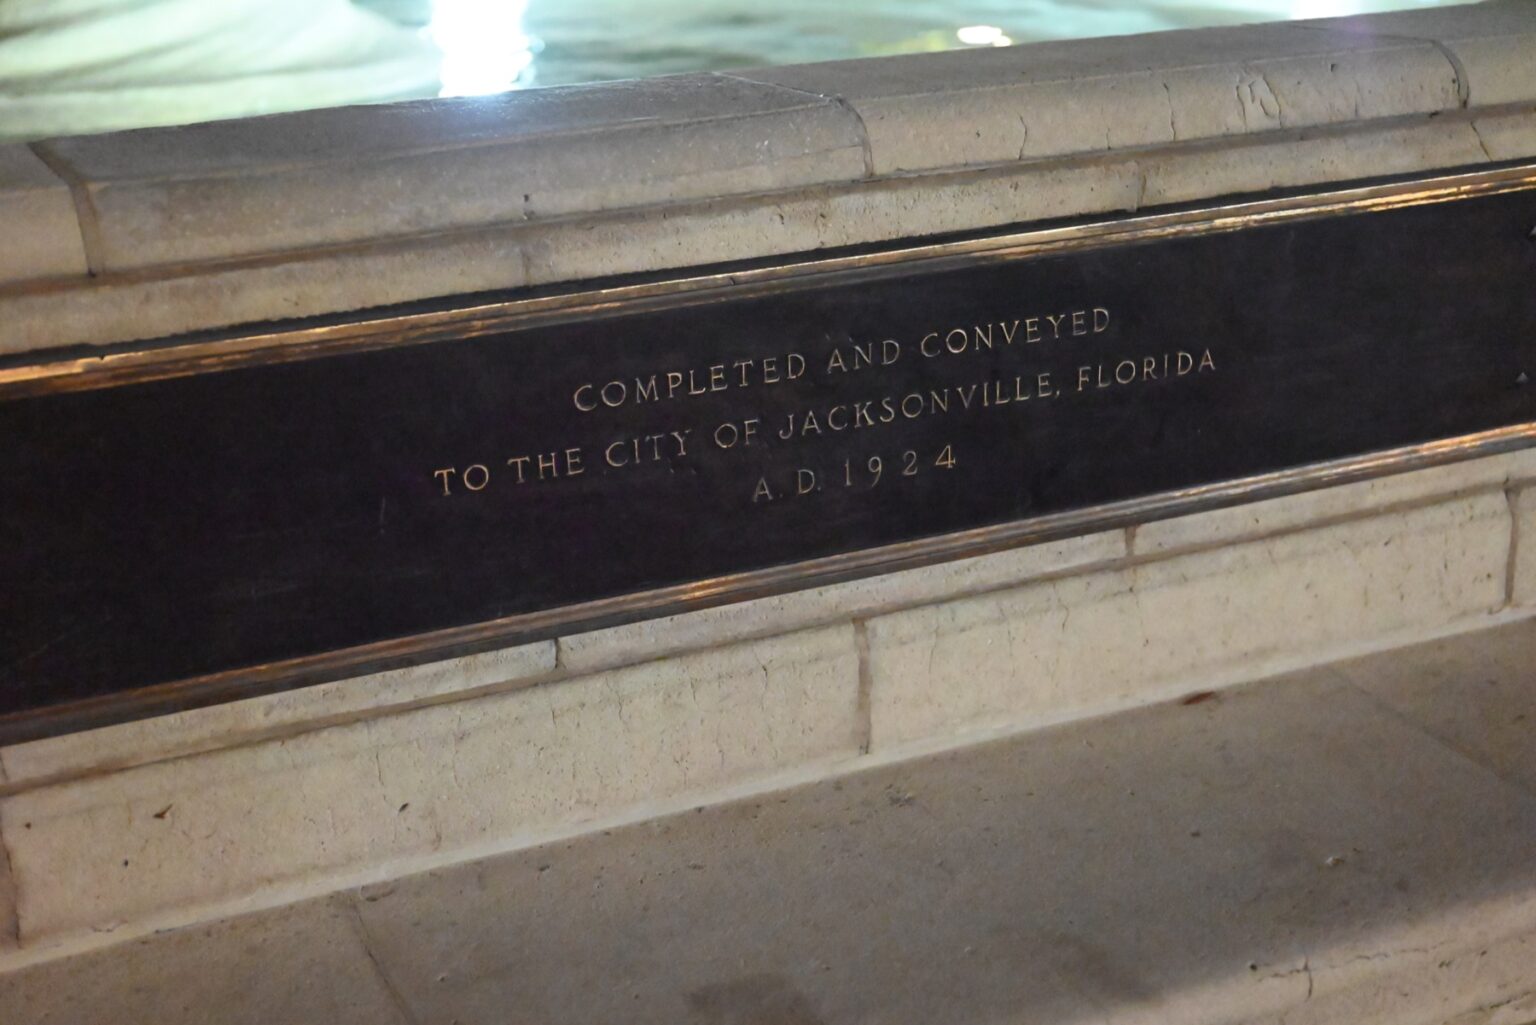 COMPLETED AND CONVEYED
TO THE CITY OF JACKSONVILLE, FLORIDA
A. D. 1924